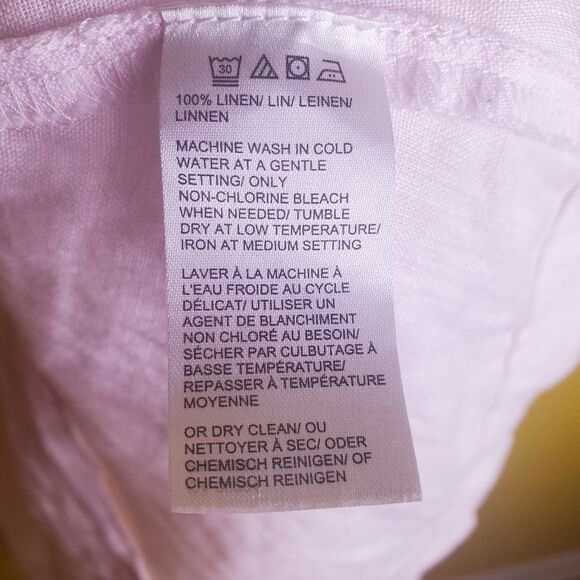 30
100% LINEN/ LIN/ LEINEN/
LINNEN
MACHINE WASH IN COLD
WATER AT A GENTLE
SETTING/ ONLY
NON-CHLORINE BLEACH
WHEN NEEDED/ TUMBLE
DRY AT LOW TEMPERATURE/
IRON AT MEDIUM SETTING
LAVER À LA MACHINE À
L'EAU FROIDE AU CYCLE
DÉLICAT/ UTILISER UN
AGENT DE BLANCHIMENT
NON CHLORÉ AU BESOIN/
SÉCHER PAR CULBUTAGE À
BASSE TEMPÉRATURE/
REPASSER À TEMPÉRATURE
MOYENNE
OR DRY CLEAN/ OU
NETTOYER À SEC/ ODER
CHEMISCH REINIGEN/ OF
CHEMISCH REINIGEN